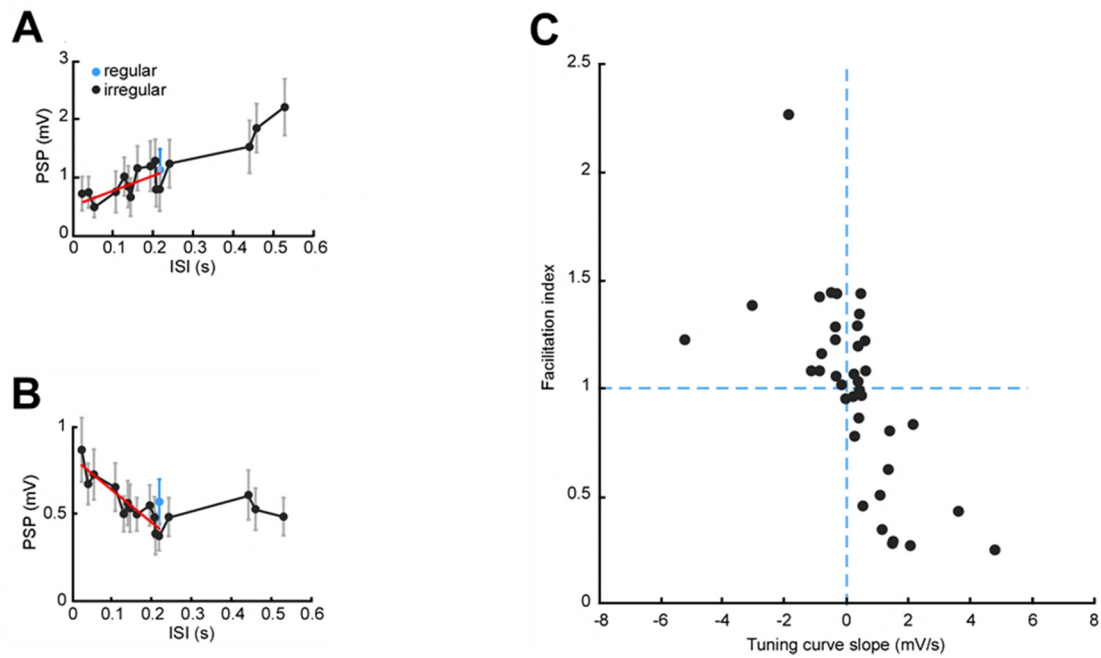 A
3
2
1
0
PSP (mV)
regular
irregular
0 0.1 0.2 0.3 0.4 0.5 0.6
ISI (s)
B
1
0.5
0
PSP (mV)
0 0.1 0.2 0.3 0.4 0.5 0.6
ISI (s)
C
2.5
2
1.5
1
0.5
0
Facilitation index
-8 -6 -4 -2 0 2 4 6 8
Tuning curve slope (mV/s)